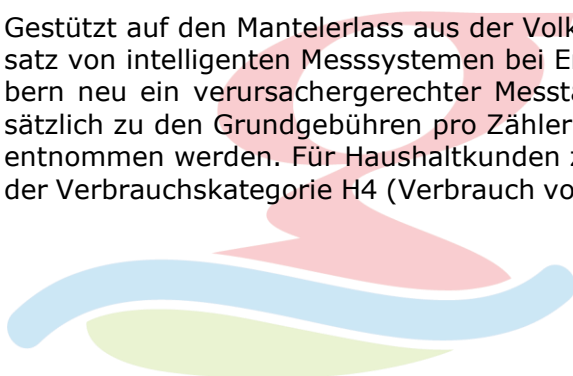 Gestützt auf den Mantelerlass aus der Volk
satz von intelligenten Messsystemen bei E
bern neu ein verursachergerechter Messta
sätzlich zu den Grundgebühren pro Zähler
entnommen werden. Für Haushaltkunden z
der Verbrauchskategorie H4 (Verbrauch vo